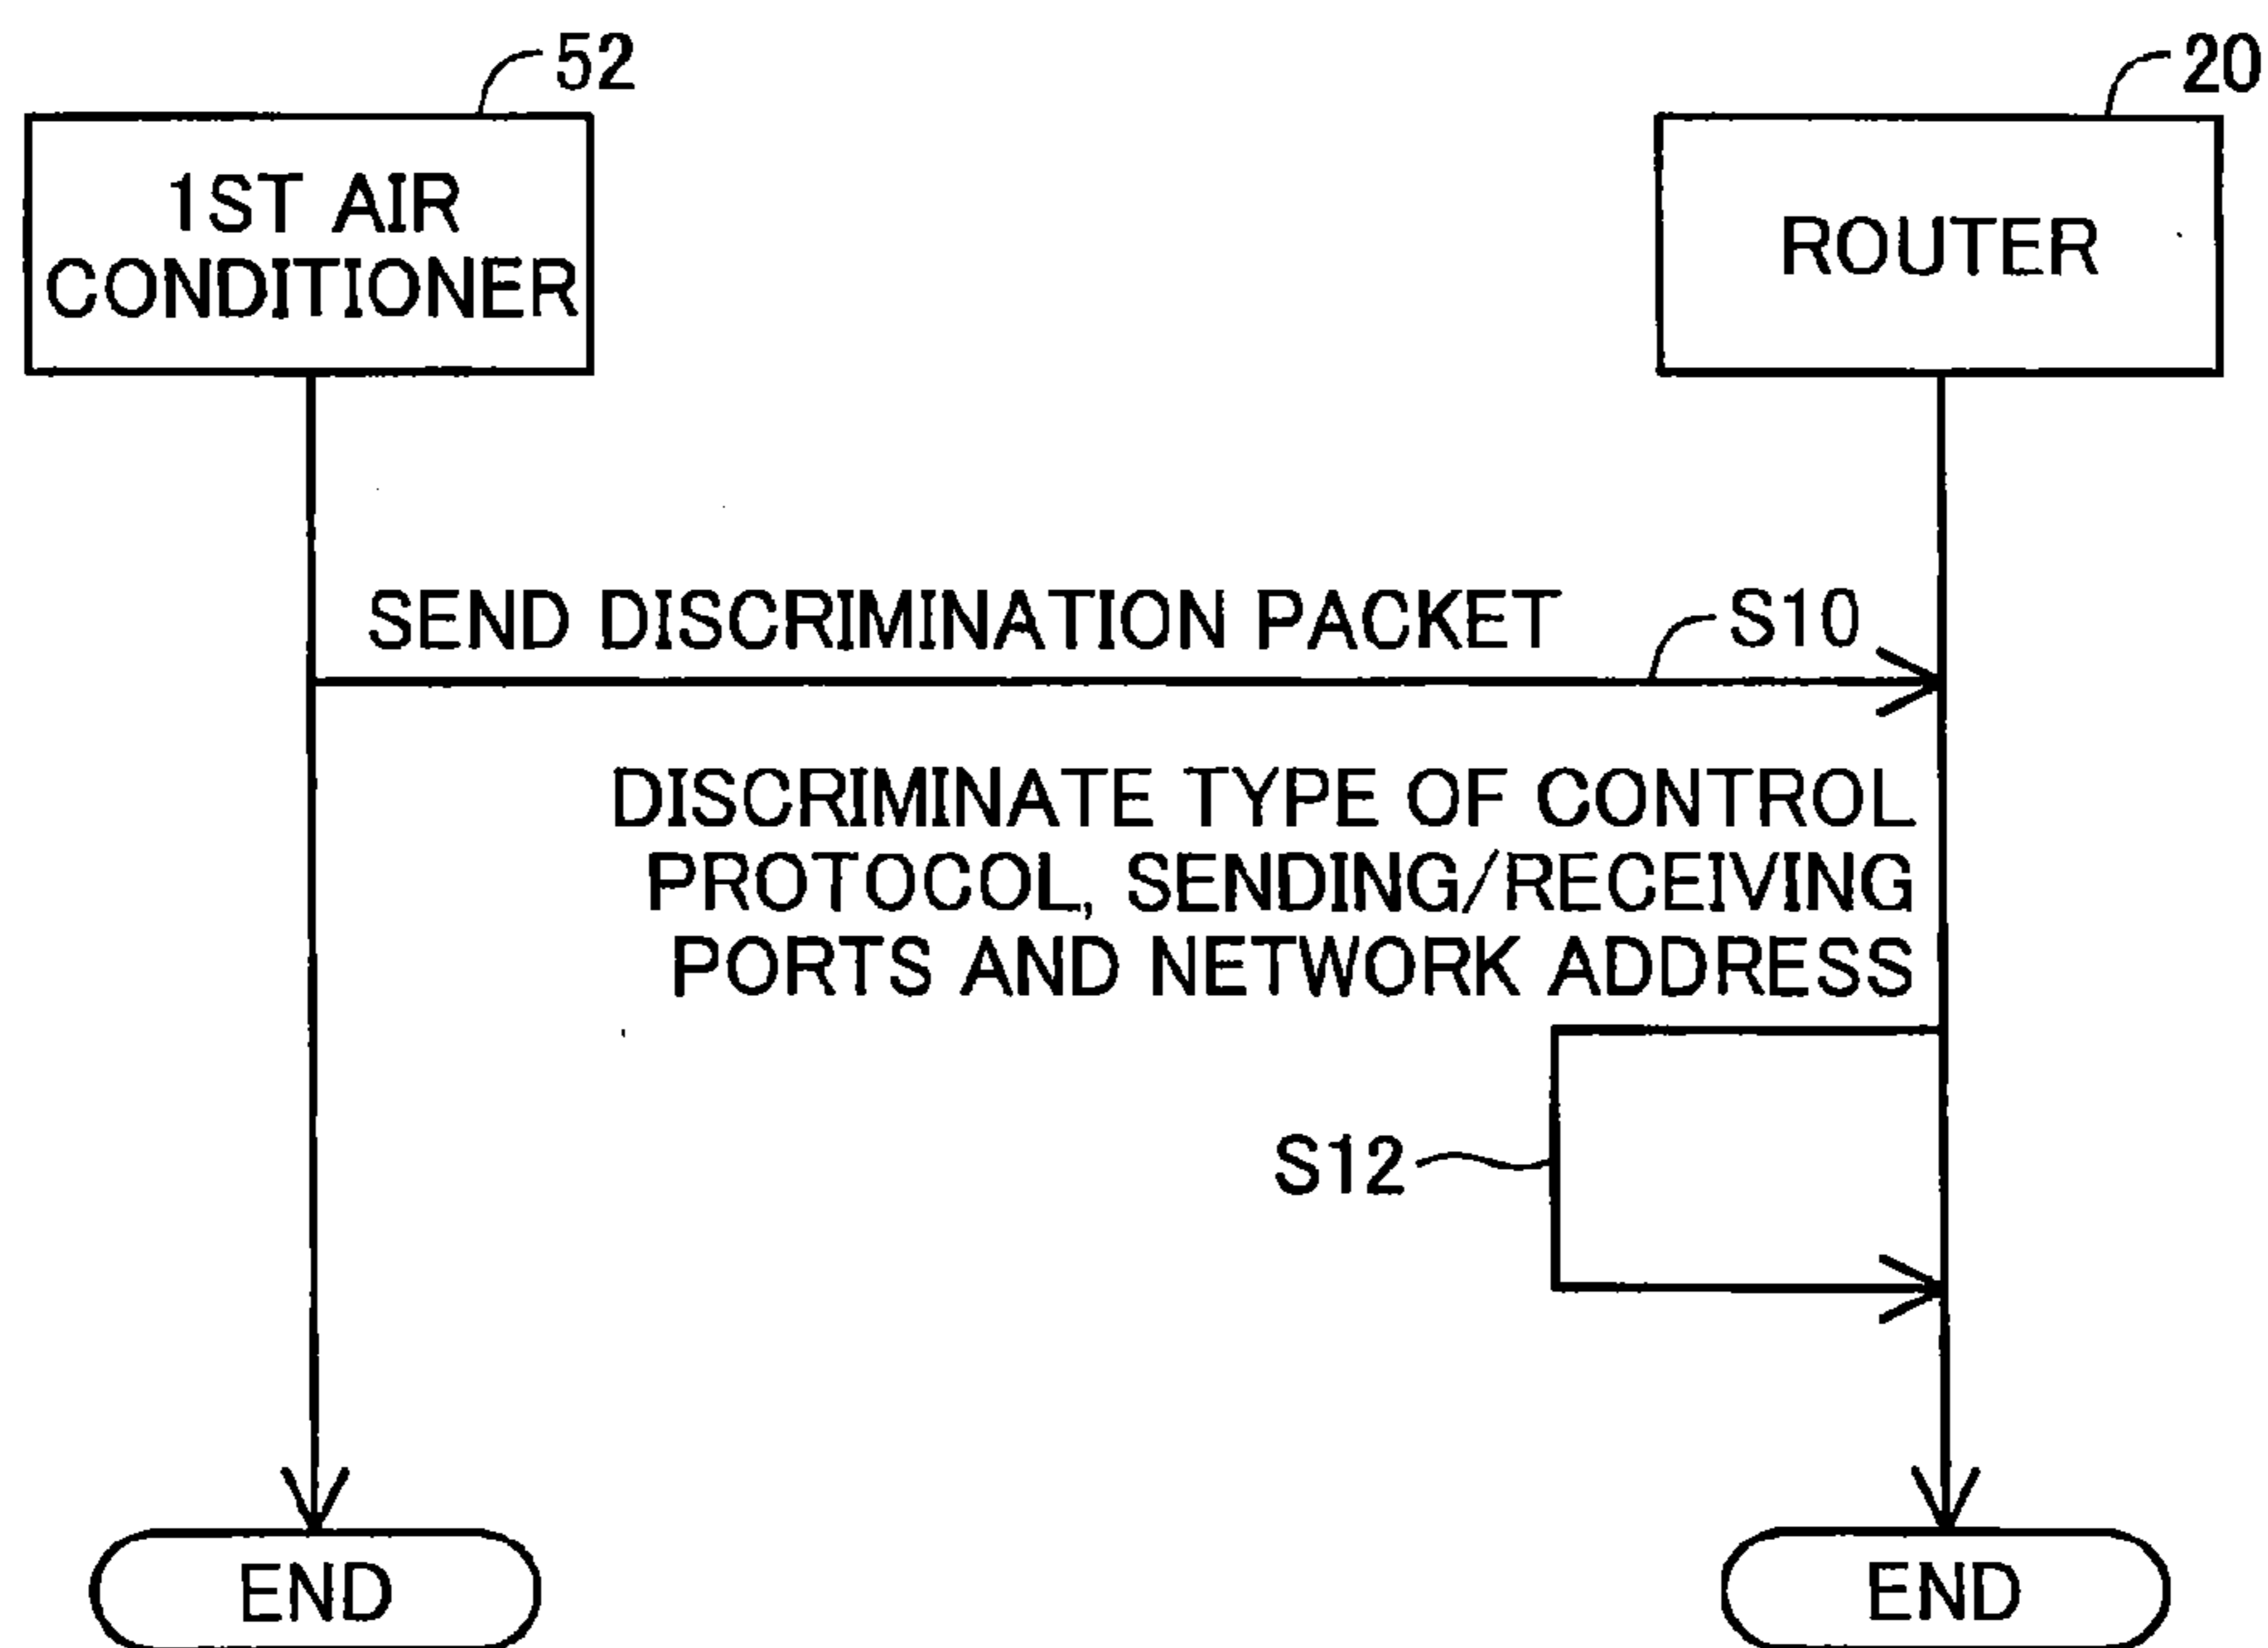 52
20
1ST AIR
CONDITIONER
ROUTER
SEND DISCRIMINATION PACKET
S10
DISCRIMINATE TYPE OF CONTROL
PROTOCOL, SENDING/RECEIVING
PORTS AND NETWORK ADDRESS
S12
END
END